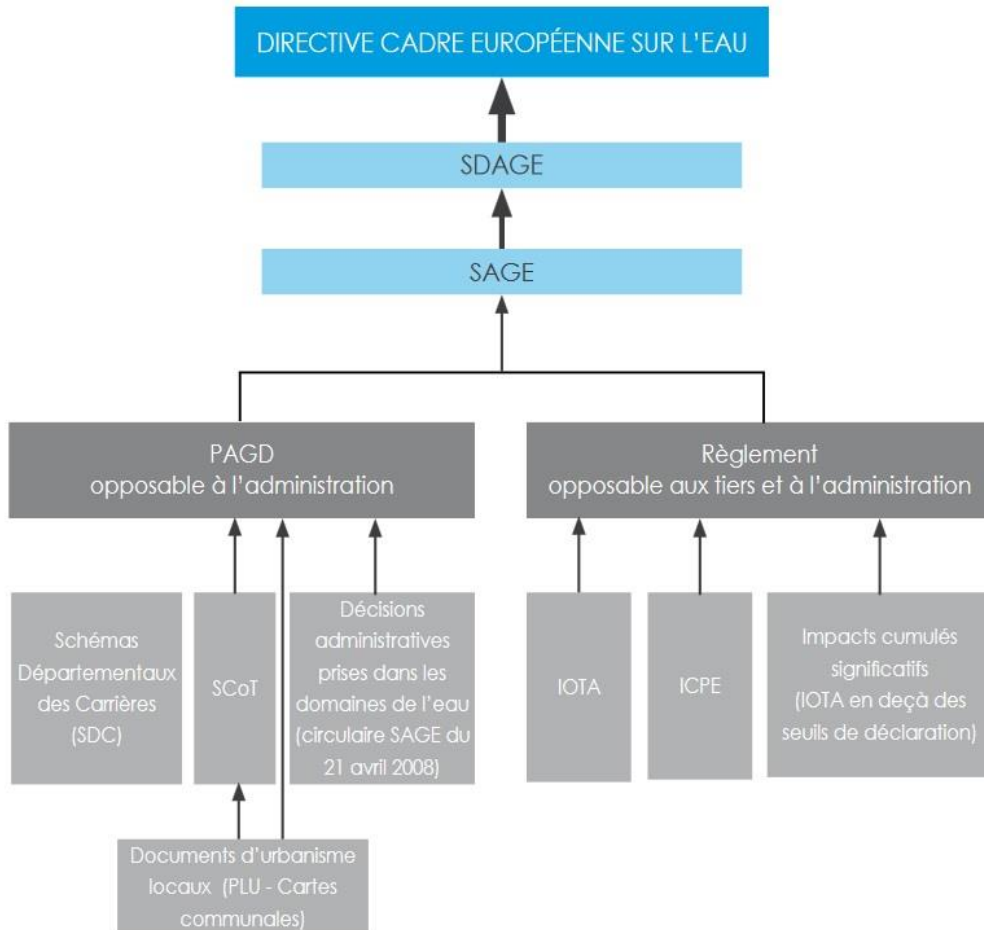 DIRECTIVE CADRE EUROPÉENNE SUR L'EAU
SDAGE
SAGE
PAGD
opposable à l'administration
Règlement
opposable aux tiers et à l'administration
Schémas
Départementaux
des Carrières
(SDC)
SCoT
Décisions
administratives
prises dans les
domaines de l'eau
(circulaire SAGE du
21 avril 2008)
IOTA
ICPE
Impacts cumulés
significatifs
(IOTA en deçà des
seuils de déclaration)
Documents d'urbanisme
locaux (PLU - Cartes
communales)